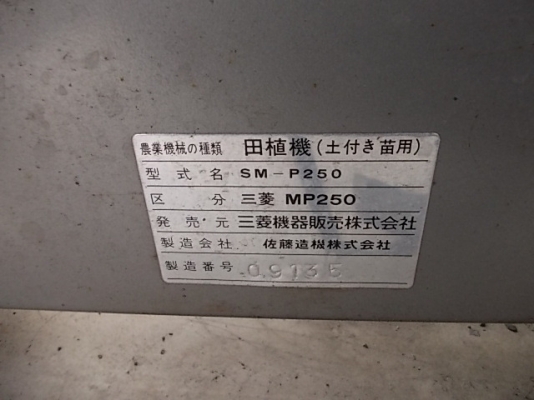 農業機械の種類 田植機(土付き苗用)
型式名 SM-P250
区分 三菱 MP250
発売元 三菱機器販売株式会社
製造会社 佐藤造機株式会社
製造番号 09135